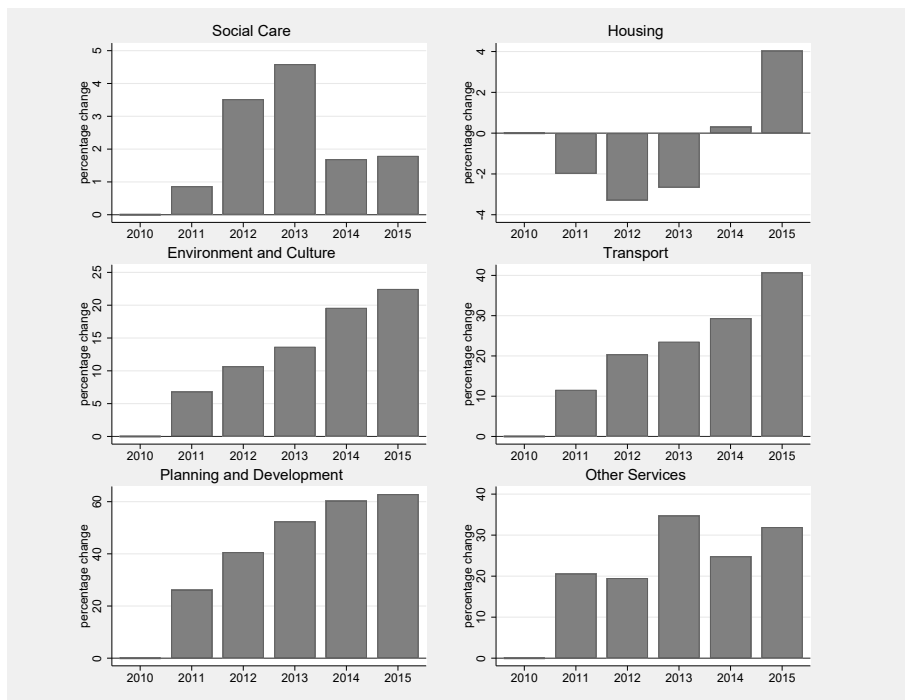 Social Care
percentage change
5
4
3
2
1
0
2010 2011 2012 2013 2014 2015
Housing
percentage change
4
2
0
-2
-4
2010 2011 2012 2013 2014 2015
Environment and Culture
percentage change
25
20
15
10
5
0
2010 2011 2012 2013 2014 2015
Transport
percentage change
40
30
20
10
0
2010 2011 2012 2013 2014 2015
Planning and Development
percentage change
60
40
20
0
2010 2011 2012 2013 2014 2015
Other Services
percentage change
40
30
20
10
0
2010 2011 2012 2013 2014 2015